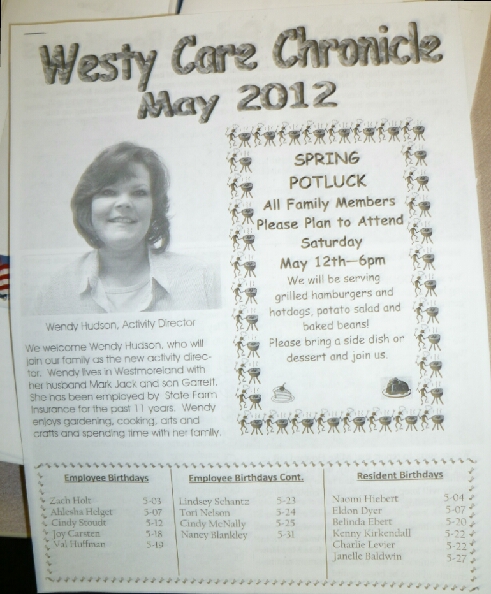 Westy Care Chronicle
May 2012
Wendy Hudson, Activity Director
We welcome Wendy Hudson, who will
join our family as the new activity direc-
tor. Wendy lives in Westmoreland with
her husband Mark Jack and son Garrett.
She has been employed by State Farm
Insurance for the past 11 years. Wendy
enjoys gardening, cooking, arts and
crafts and spending time with her family.
SPRING
POTLUCK
All Family Members
Please Plan to Attend
Saturday
May 12th—6pm
We will be serving
grilled hamburgers and
hotdogs, potato salad and
baked beans!
Please bring a side dish or
dessert and join us.
Employee Birthdays
Zach Holt 5-03
Ahlesha Helget 5-07
Cindy Stoudt 5-12
Joy Carsten 5-18
Val Huffman 5-19
Employee Birthdays Cont.
Lindsey Schantz 5-23
Tori Nelson 5-24
Cindy McNally 5-25
Nancy Blankley 5-31
Resident Birthdays
Naomi Hiebert 5-04
Eldon Dyer 5-07
Belinda Ebert 5-20
Kenny Kirkendall 5-22
Charlie Levier 5-22
Janelle Baldwin 5-27